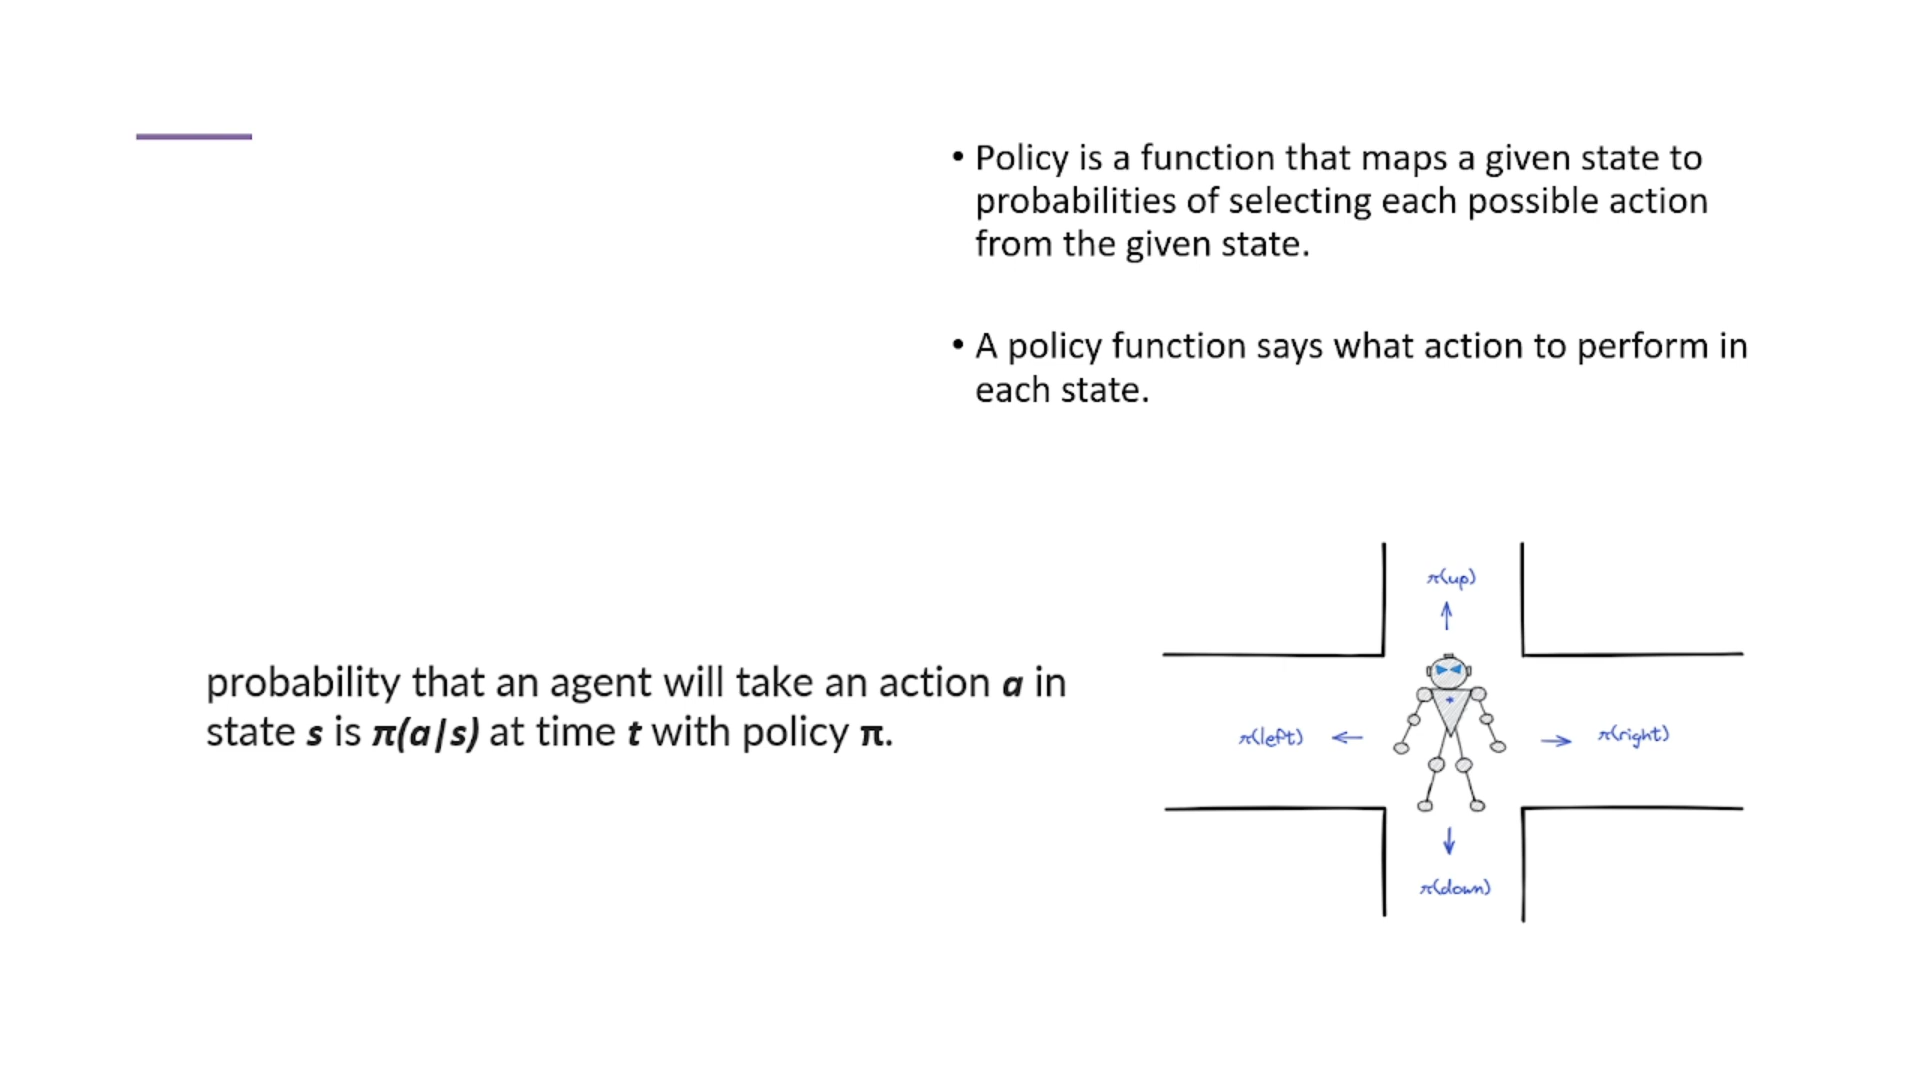 • Policy is a function that maps a given state to
probabilities of selecting each possible action
from the given state.
• A policy function says what action to perform in
each state.
probability that an agent will take an action a in
state s is π(a|s) at time t with policy π.
π(up)
π(left)
π(right)
π(down)